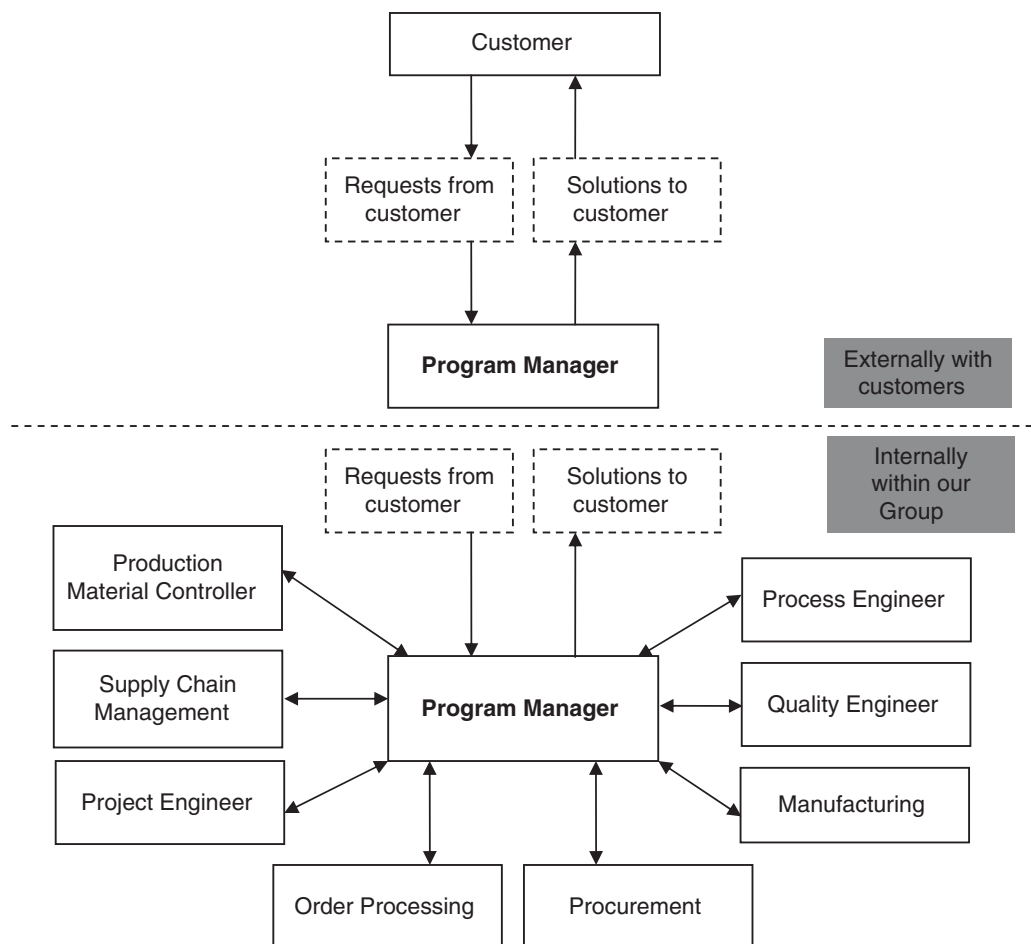 Customer
Requests from
customer
Solutions to
customer
Program Manager
Externally with
customers
Requests from
customer
Solutions to
customer
Internally
within our
Group
Production
Material Controller
Process Engineer
Supply Chain
Management
Program Manager
Quality Engineer
Project Engineer
Manufacturing
Order Processing
Procurement